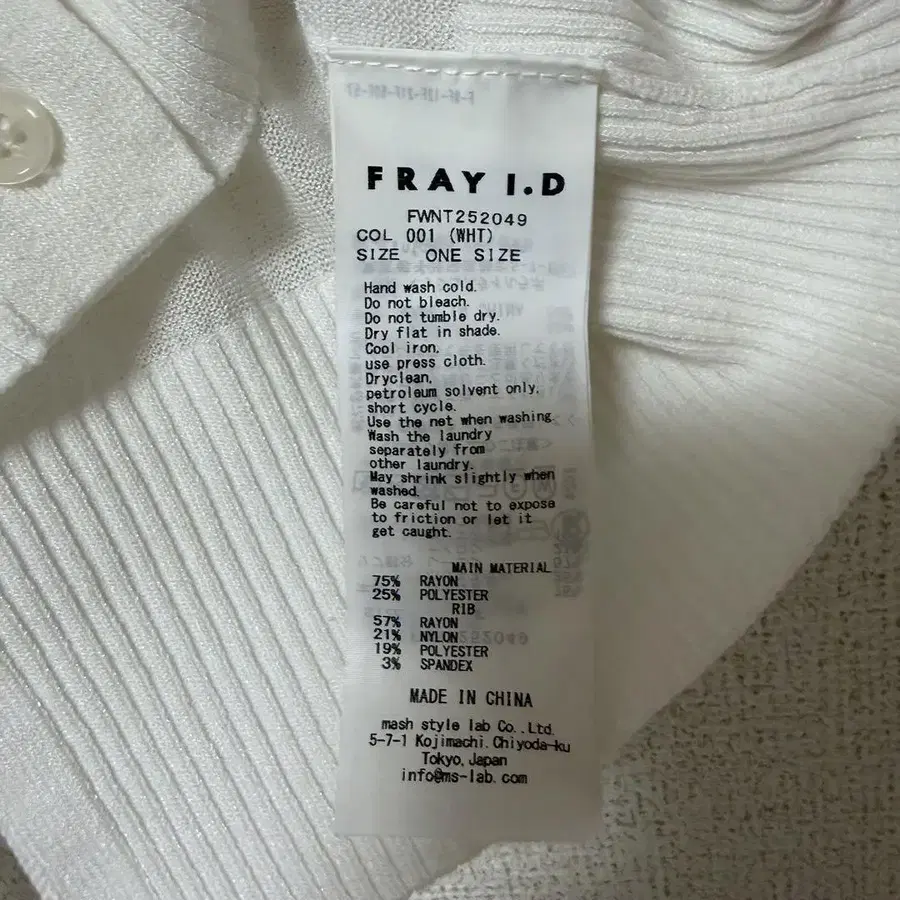 FRAY I.D
FWNT252049
COL 001 (WHT)
SIZE ONE SIZE
Hand wash cold.
Do not bleach.
Do not tumble dry.
Dry flat in shade.
Cool iron,
use press cloth.
Dryclean,
petroleum solvent only,
short cycle.
Use the net when washing.
Wash the laundry
separately from
other laundry.
May shrink slightly when
washed.
Be careful not to expose
to friction or let it
get caught.
MAIN MATERIAL
75% RAYON
25% POLYESTER
RIB
57% RAYON
21% NYLON
19% POLYESTER
3% SPANDEX
MADE IN CHINA
mash style lab Co.,Ltd.
5-7-1 Kojimachi.Chiyoda-ku
Tokyo,Japan
info@ms-lab.com